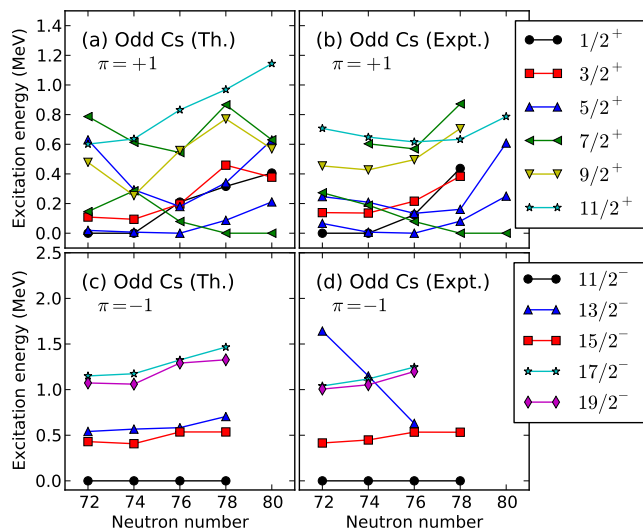 (a) Odd Cs (Th.)
π=+1
(b) Odd Cs (Expt.)
π=+1
Excitation energy (MeV)
1.4
1.2
1.0
0.8
0.6
0.4
0.2
0.0
1/2⁺
3/2⁺
5/2⁺
7/2⁺
9/2⁺
11/2⁺
(c) Odd Cs (Th.)
π=−1
(d) Odd Cs (Expt.)
π=−1
Excitation energy (MeV)
2.5
2.0
1.5
1.0
0.5
0.0
11/2⁻
13/2⁻
15/2⁻
17/2⁻
19/2⁻
72 74 76 78 80
72 74 76 78 80
Neutron number
Neutron number